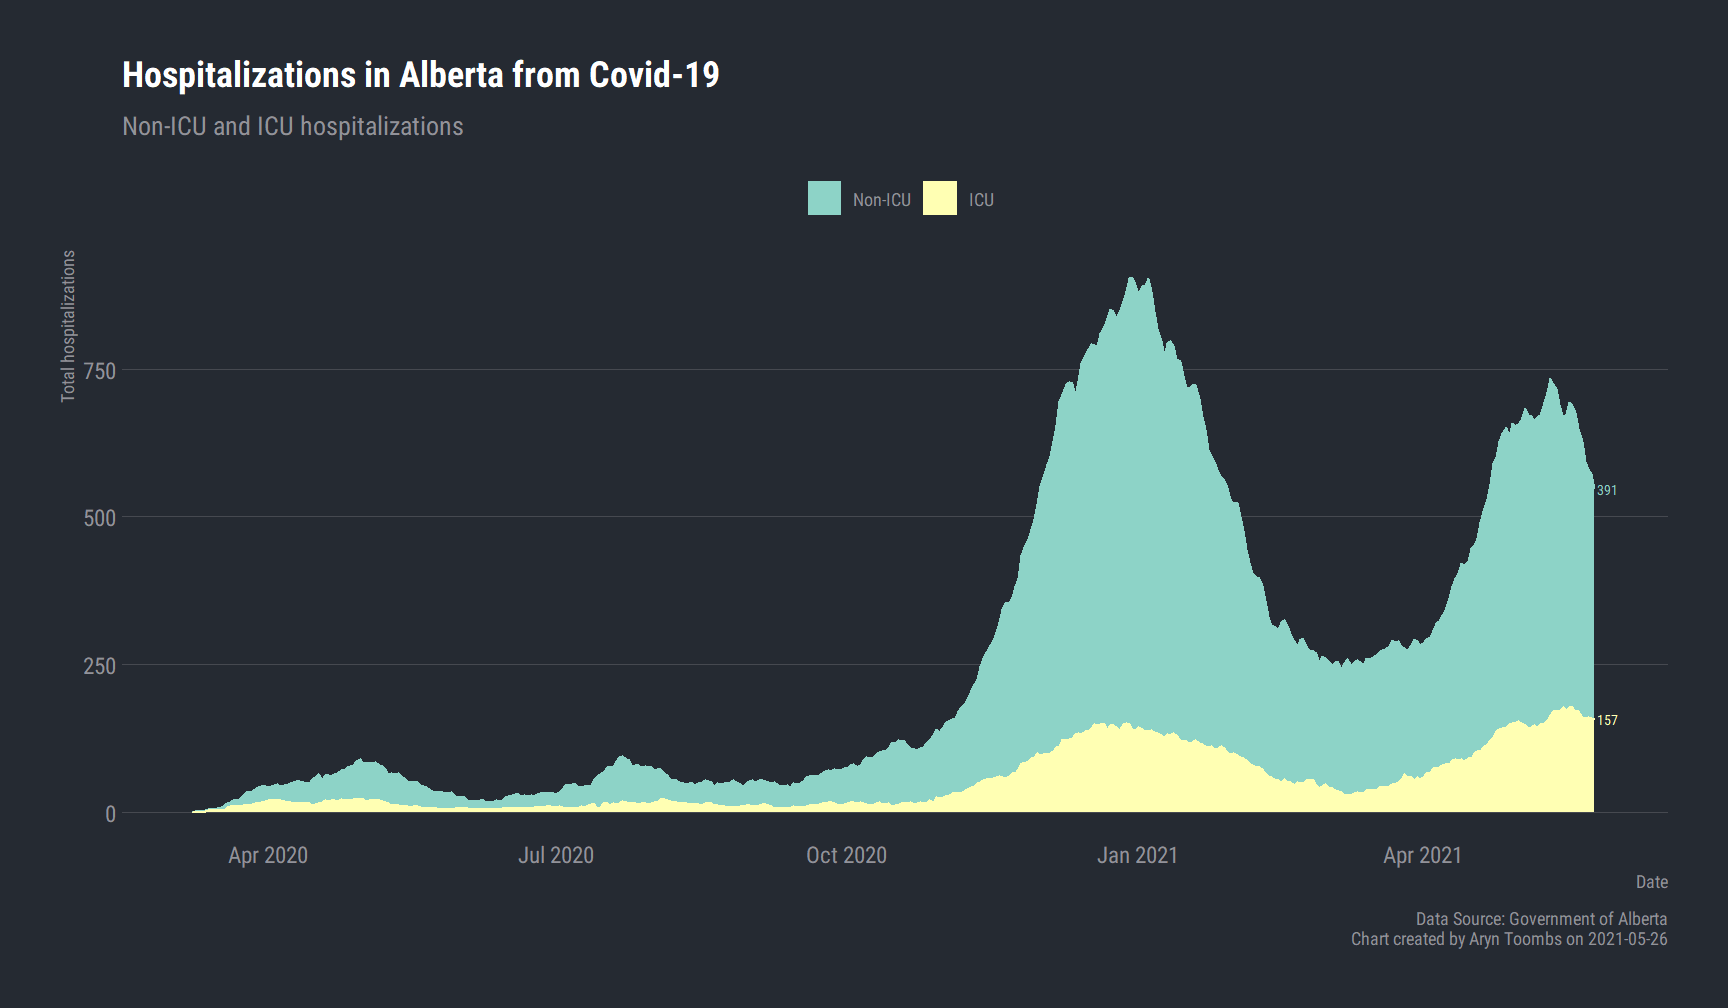 Hospitalizations in Alberta from Covid-19
Non-ICU and ICU hospitalizations
Non-ICU ICU
Total hospitalizations
750
500
250
0
391
157
Apr 2020 Jul 2020 Oct 2020 Jan 2021 Apr 2021
Date
Data Source: Government of Alberta
Chart created by Aryn Toombs on 2021-05-26